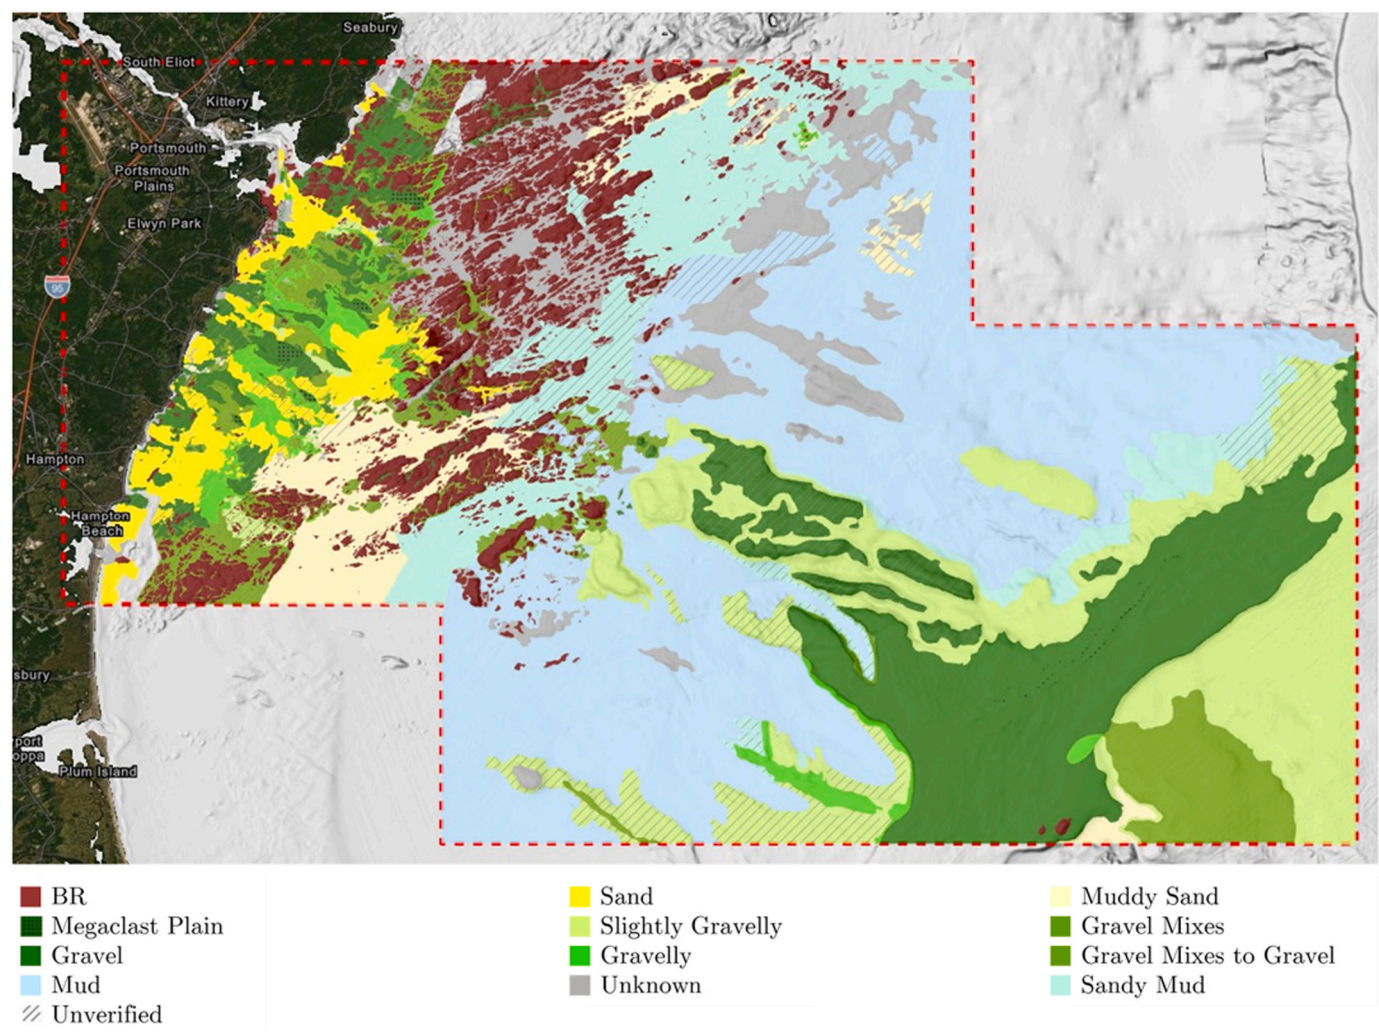 Seabury
South Eliot
Kittery
Portsmouth
Portsmouth
Plains
Elwyn Park
95
Hampton
Hampton
Beach
sbury
port
oppa
Plum Island
BR
Megaclast Plain
Gravel
Mud
Unverified
Sand
Slightly Gravelly
Gravelly
Unknown
Muddy Sand
Gravel Mixes
Gravel Mixes to Gravel
Sandy Mud